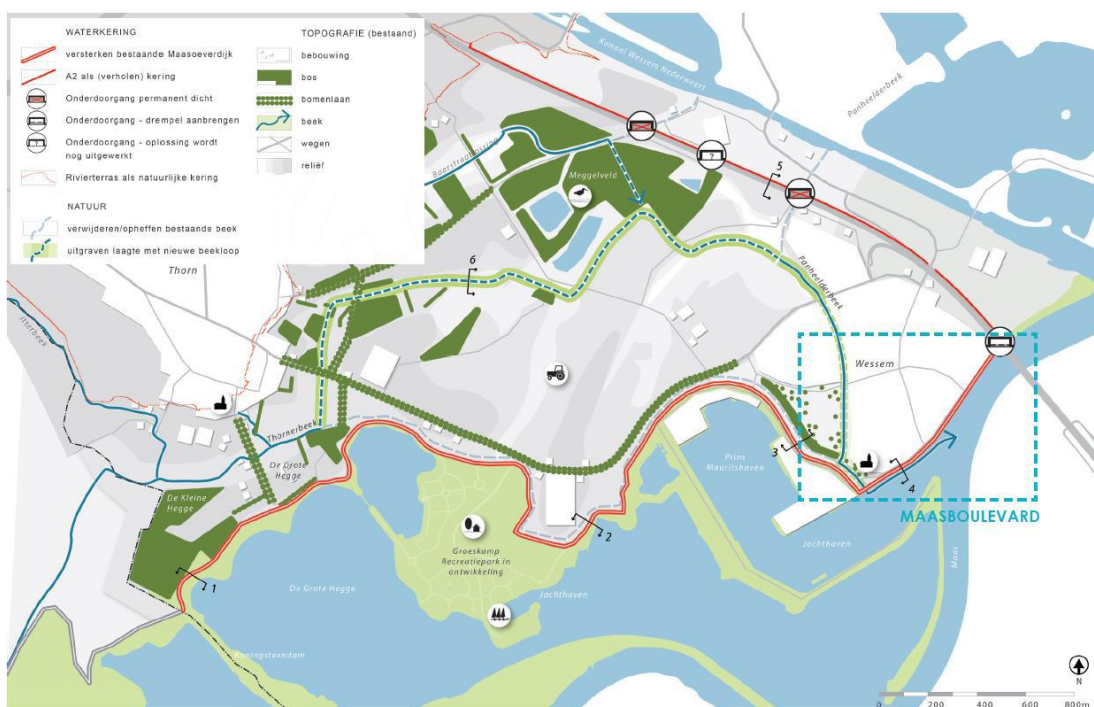 WATERKERING
versterken bestaande Maasoeverdijk
A2 als (verholen) kering
Onderdoorgang permanent dicht
Onderdoorgang - drempel aanbrengen
?
Onderdoorgang - oplossing wordt
nog uitgewerkt
Rivierterras als natuurlijke kering
NATUUR
verwijderen/opheffen bestaande beek
uitgraven laagte met nieuwe beekloop
TOPOGRAFIE (bestaand)
bebouwing
bos
bomenlaan
beek
wegen
reliëf
Kanaal Wessem Nederweert
Panheelderbeek
?
5
Meggelveld
6
Thorn
Itterbeek
Panheelderbeek
Wessem
Thornerbeek
De Grote
Hegge
De Kleine
Hegge
3
Prins
Mauritshaven
4
MAASBOULEVARD
2
1
Groeskamp
Recreatiepark in
ontwikkeling
De Grote Hegge
Jachthaven
Jachthaven
Maas
Koningsteendam
N
0 200 400 600 800m